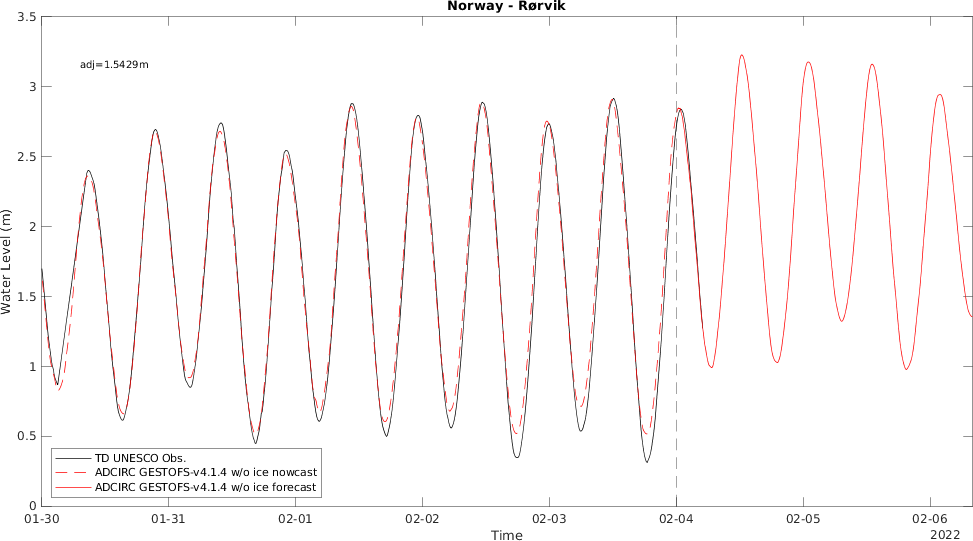 Norway - Rørvik
adj=1.5429m
3.5
3
2.5
2
1.5
1
0.5
0
Water Level (m)
TD UNESCO Obs.
ADCIRC GESTOFS-v4.1.4 w/o ice nowcast
ADCIRC GESTOFS-v4.1.4 w/o ice forecast
01-30 01-31 02-01 02-02 02-03 02-04 02-05 02-06
Time
2022